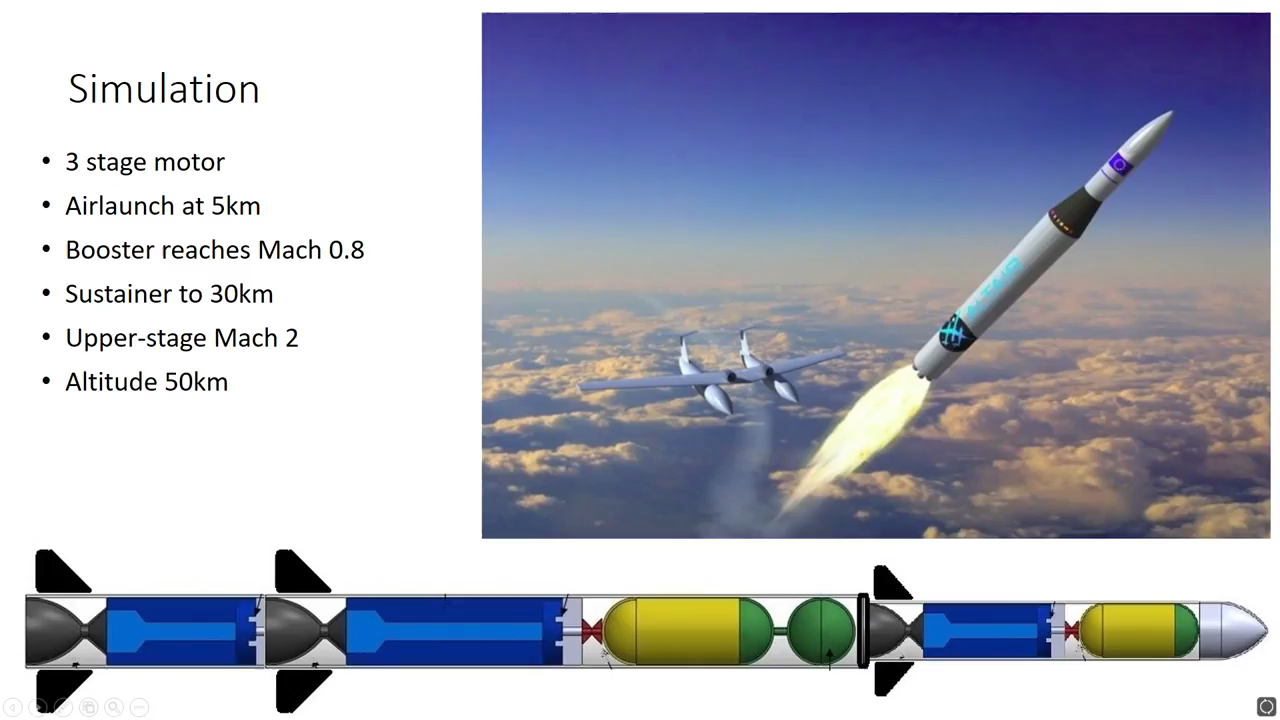 Simulation
• 3 stage motor
• Airlaunch at 5km
• Booster reaches Mach 0.8
• Sustainer to 30km
• Upper-stage Mach 2
• Altitude 50km
ALTAIR